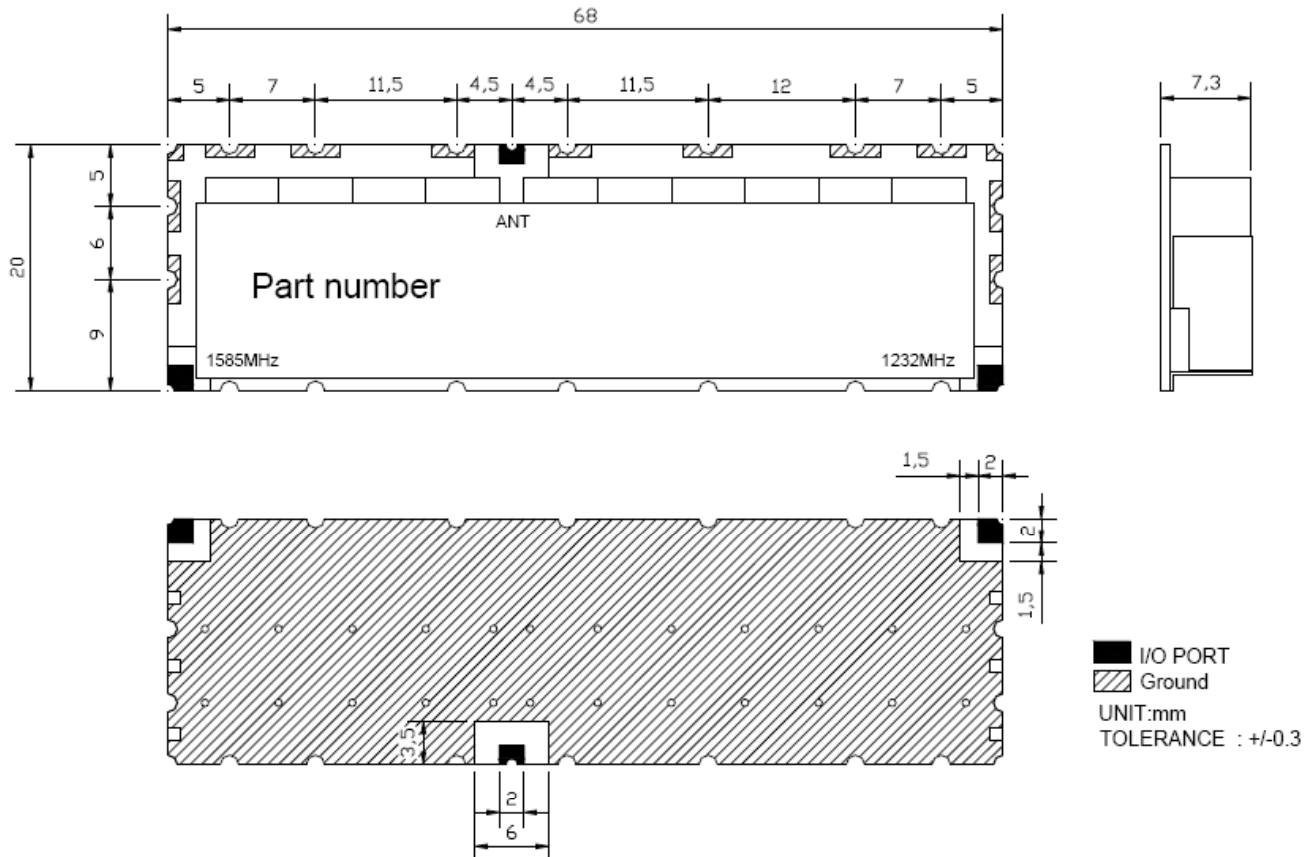 68
5 7 11,5 4,5 4,5 11,5 12 7 5
7,3
20
5
6
9
ANT
Part number
1585MHz 1232MHz
1,5 2
2
1,5
3,5
2
6
I/O PORT
Ground
UNIT:mm
TOLERANCE : +/-0.3